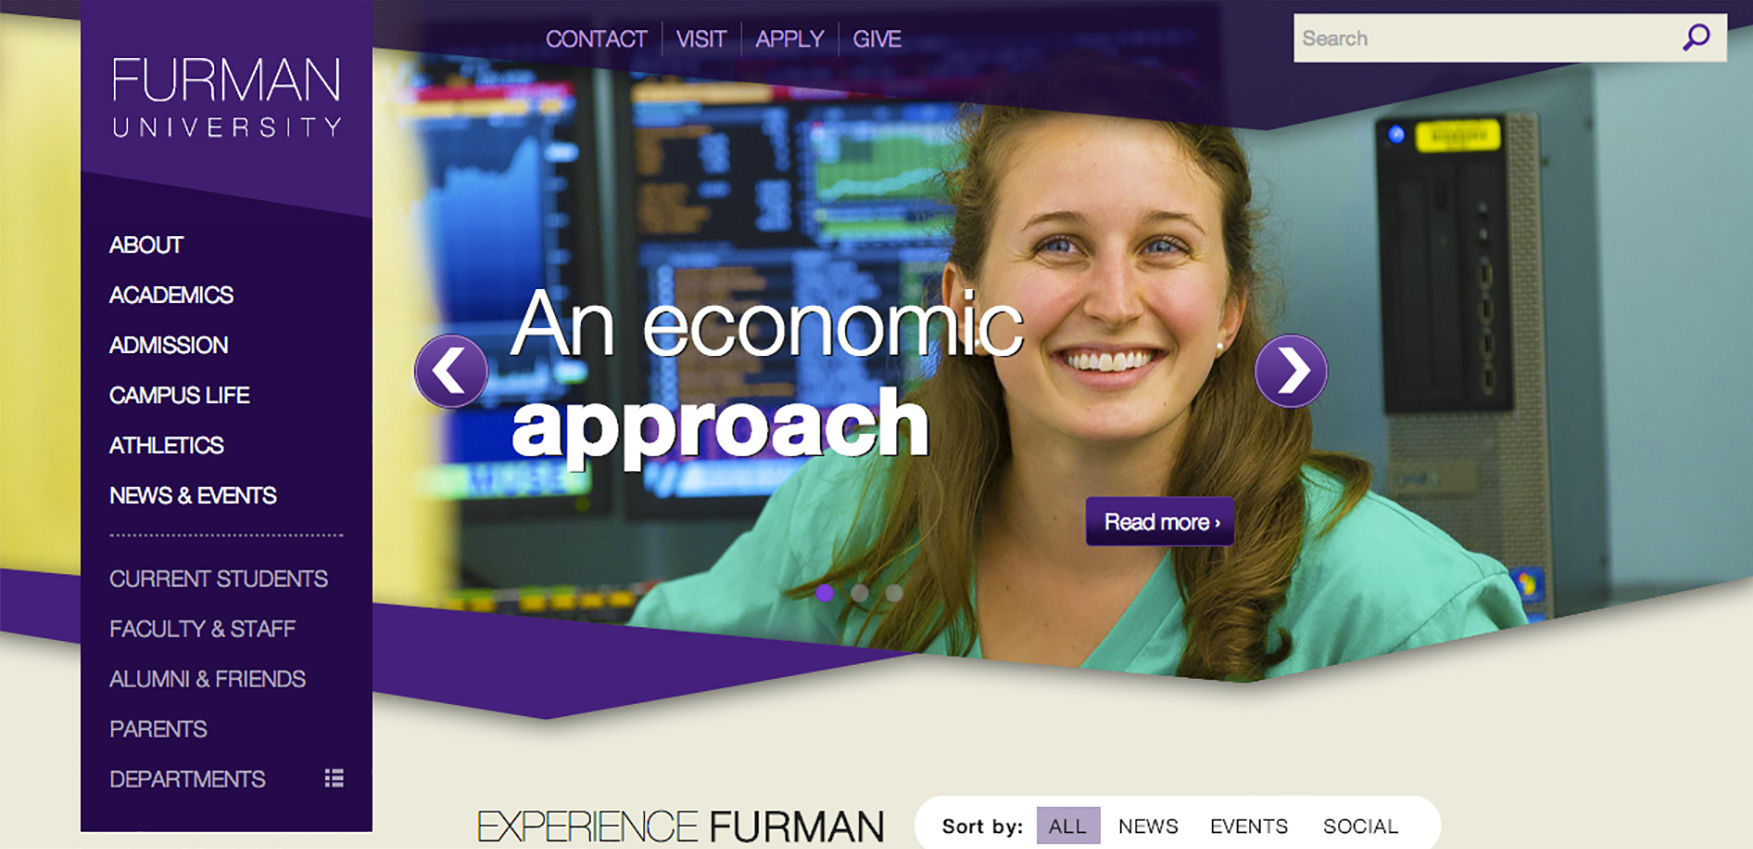 FURMAN
UNIVERSITY
CONTACT
VISIT
APPLY
GIVE
Search
ABOUT
ACADEMICS
ADMISSION
CAMPUS LIFE
ATHLETICS
NEWS & EVENTS
CURRENT STUDENTS
FACULTY & STAFF
ALUMNI & FRIENDS
PARENTS
DEPARTMENTS
An economic
approach
Read more ›
EXPERIENCE FURMAN
Sort by: ALL NEWS EVENTS SOCIAL